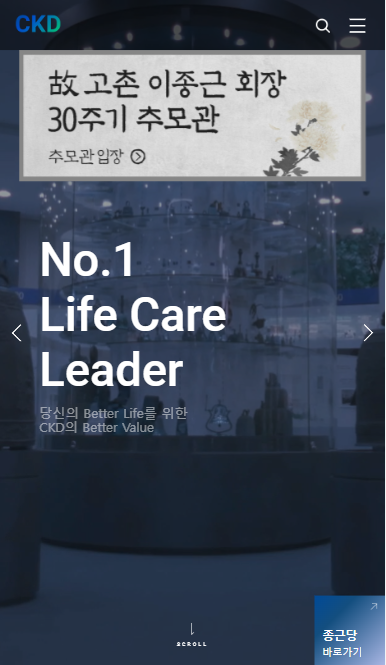 CKD
故 고촌 이종근 회장
30주기 추모관
추모관 입장
No.1
Life Care
Leader
당신의 Better Life를 위한
CKD의 Better Value
SCROLL
종근당
바로가기